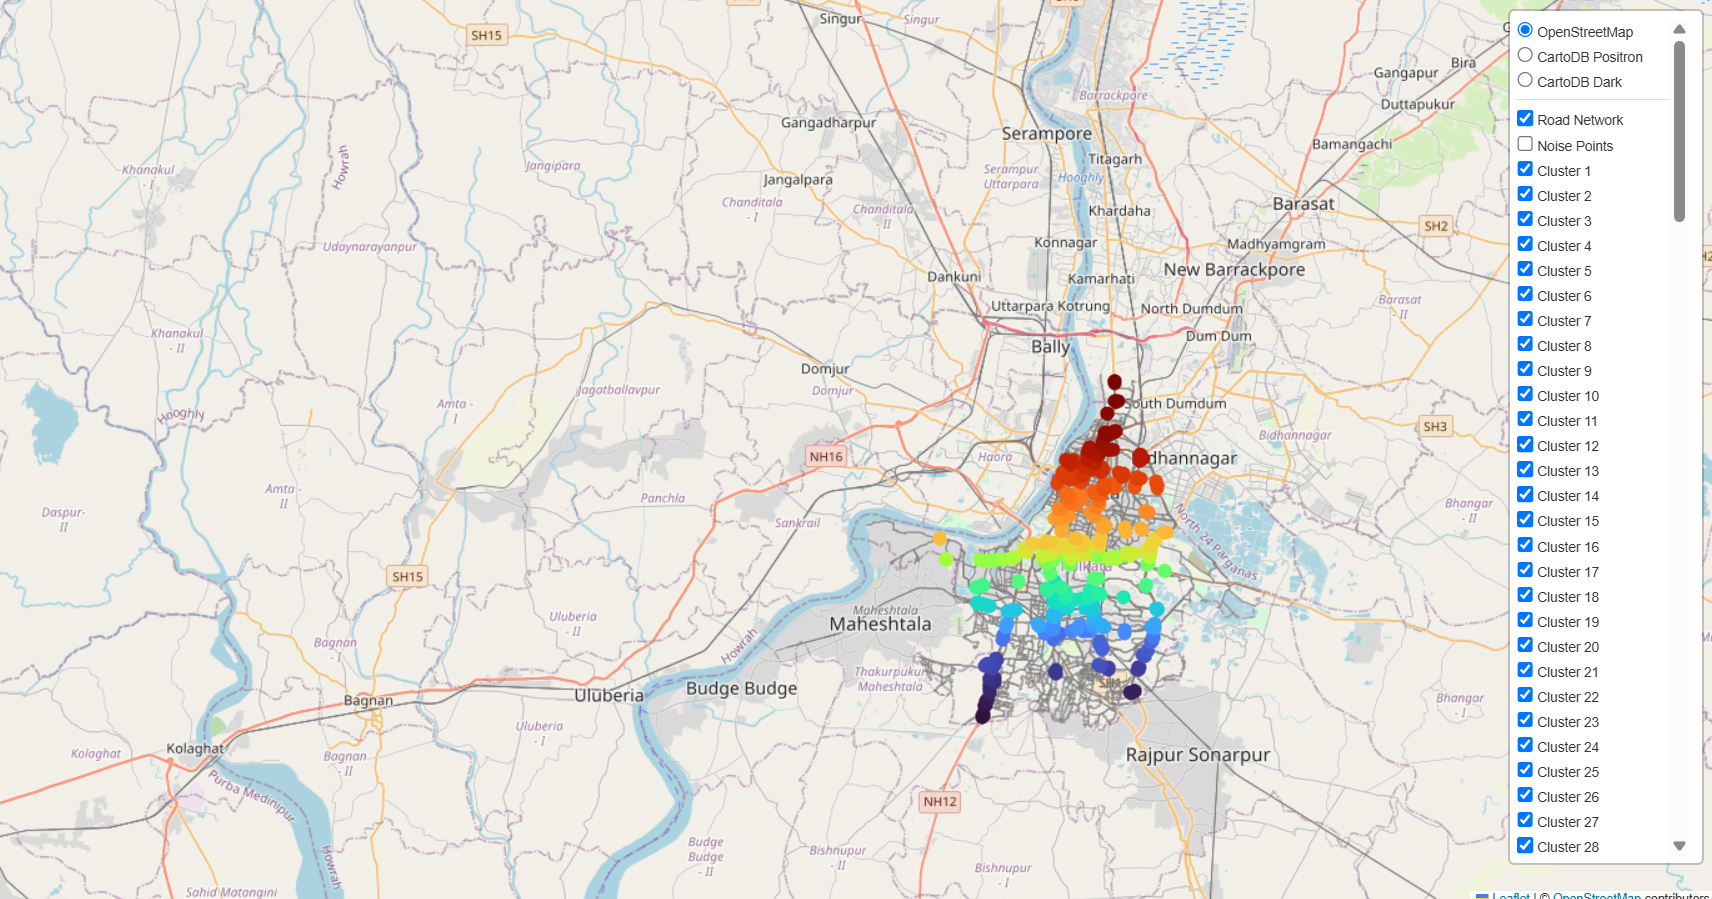 Singur
Singur
SH15
Gangapur
Bira
Duttapukur
Barrackpore
Gangadharpur
Serampore
Bamangachi
Titagarh
Khanakul
- I
Howrah
Jangipara
Serampur
Uttarpara
Hooghly
Jangalpara
Chanditala
- I
Chanditala
- II
Khardaha
Barasat
SH2
Udaynarayanpur
Konnagar
Madhyamgram
Dankuni
Kamarhati
New Barrackpore
Barasat
- II
Uttarpara Kotrung
North Dumdum
Khanakul
- II
Bally
Dum Dum
Domjur
Domjur
Jagatballavpur
Hooghly
Amta -
I
South Dumdum
SH3
Bidhannagar
NH16
Haora
dhannagar
Amta -
II
Panchla
Daspur-
II
Sankrail
Bhangar
- II
North 24 Parganas
SH15
Maheshtala
Maheshtala
Uluberia
- II
Bagnan
- I
Howrah
Thakurpukur
Maheshtala
Bhangar
- I
Bagnan
Uluberia
Budge Budge
Uluberia
- I
Kolaghat
Kolaghat
Bagnan
- II
Rajpur Sonarpur
Purba Medinipur
NH12
Howrah
Budge
Budge
- II
Bishnupur
- II
Bishnupur
- I
Sahid Matangini
OpenStreetMap
CartoDB Positron
CartoDB Dark
Road Network
Noise Points
Cluster 1
Cluster 2
Cluster 3
Cluster 4
Cluster 5
Cluster 6
Cluster 7
Cluster 8
Cluster 9
Cluster 10
Cluster 11
Cluster 12
Cluster 13
Cluster 14
Cluster 15
Cluster 16
Cluster 17
Cluster 18
Cluster 19
Cluster 20
Cluster 21
Cluster 22
Cluster 23
Cluster 24
Cluster 25
Cluster 26
Cluster 27
Cluster 28
Leaflet | © OpenStreetMap contributors